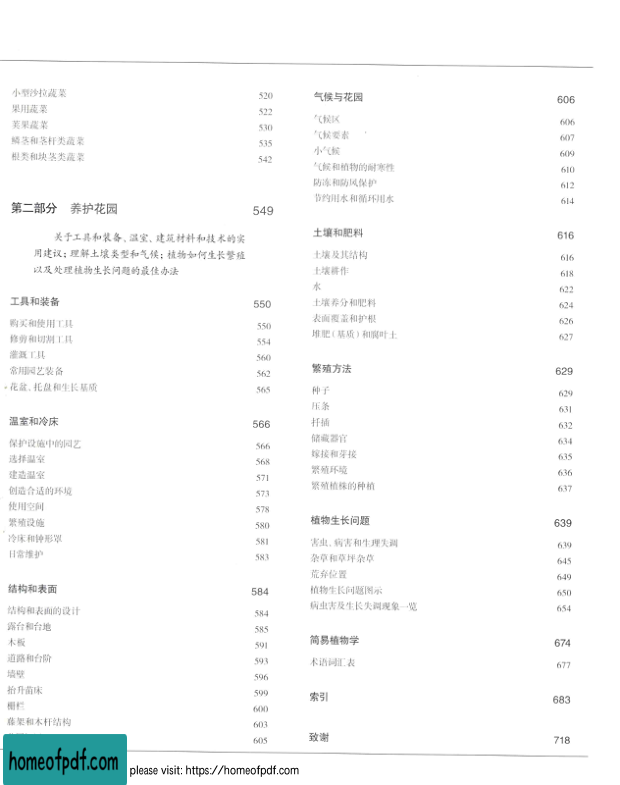 小型沙拉蔬菜 520
果用蔬菜 522
荚果蔬菜 530
鳞茎和茎杆类蔬菜 535
根类和块茎类蔬菜 542
第二部分 养护花园 549
关于工具和装备、温室、建筑材料和技术的实
用建议；理解土壤类型和气候；植物如何生长繁殖
以及处理植物生长问题的最佳办法
工具和装备 550
购买和使用工具 550
修剪和切割工具 554
灌溉工具 560
常用园艺装备 562
花盆、托盘和生长基质 565
温室和冷床 566
保护设施中的园艺 566
选择温室 568
建造温室 571
创造合适的环境 573
使用空间 578
繁殖设施 580
冷床和钟形罩 581
日常维护 583
结构和表面 584
结构和表面的设计 584
露台和台地 585
木板 591
道路和台阶 593
墙壁 596
抬升苗床 599
栅栏 600
藤架和木杆结构 603
605
气候与花园 606
气候区 606
气候要素 607
小气候 609
气候和植物的耐寒性 610
防冻和防风保护 612
节约用水和循环用水 614
土壤和肥料 616
土壤及其结构 616
土壤耕作 618
水 622
土壤养分和肥料 624
表面覆盖和护根 626
堆肥（基质）和腐叶土 627
繁殖方法 629
种子 629
压条 631
扦插 632
储藏器官 634
嫁接和芽接 635
繁殖环境 636
繁殖植株的种植 637
植物生长问题 639
害虫、病害和生理失调 639
杂草和草坪杂草 645
荒弃位置 649
植物生长问题图示 650
病虫害及生长失调现象一览 654
简易植物学 674
术语词汇表 677
索引 683
致谢 718
homeofpdf.com
please visit: https://homeofpdf.com